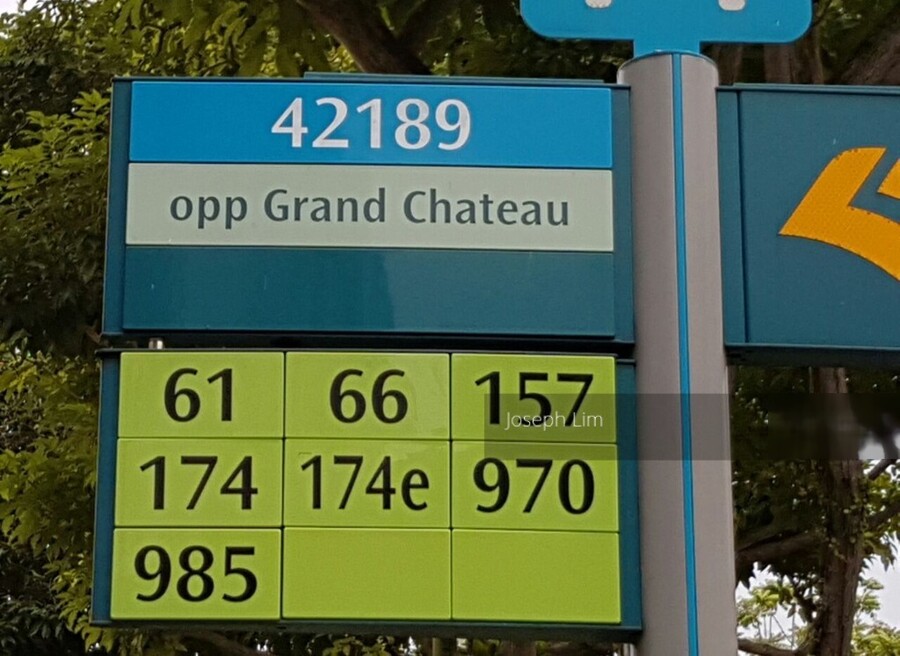 42189
opp Grand Chateau
61 66 157
Joseph Lim
174 174e 970
985